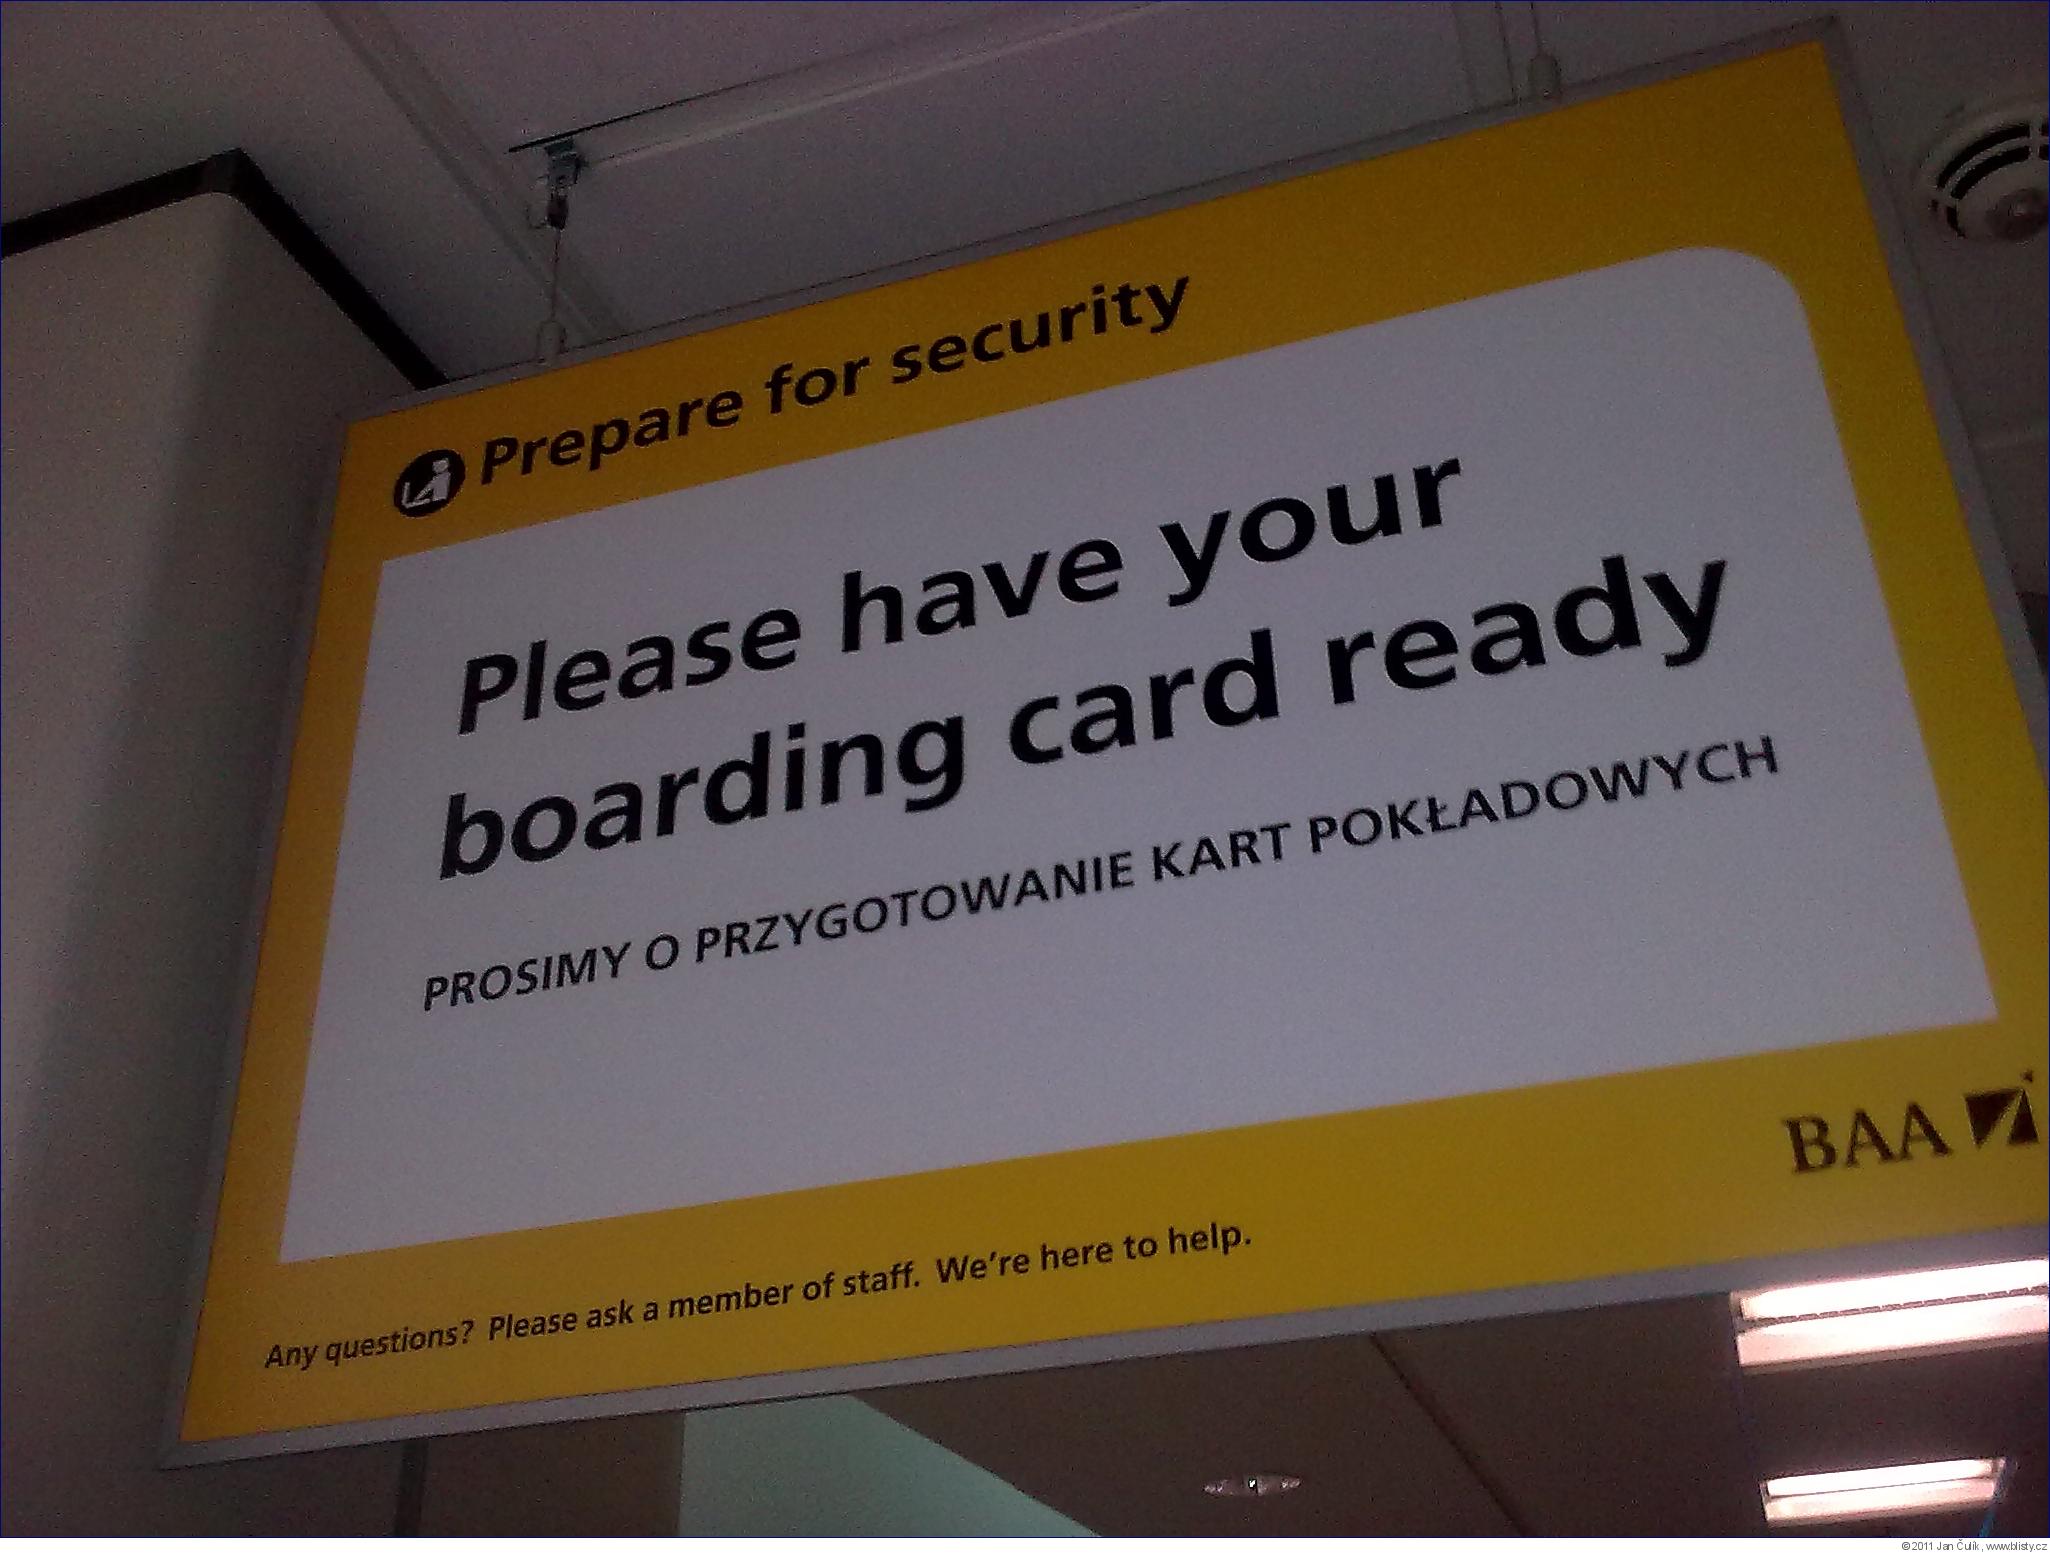 Prepare for security
Please have your
boarding card ready
PROSIMY O PRZYGOTOWANIE KART POKŁADOWYCH
BAA
Any questions? Please ask a member of staff. We're here to help.
© 2011 Jan Čulík, www.blisty.cz